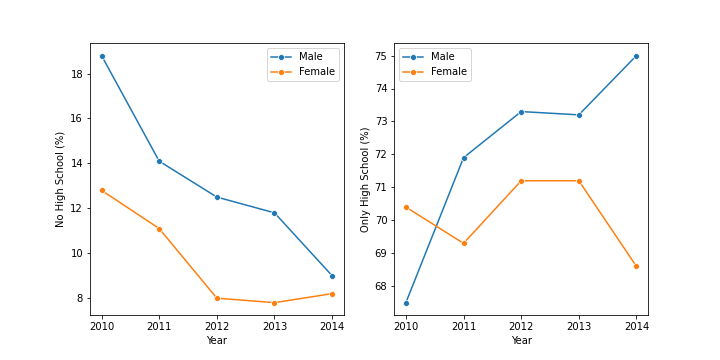 No High School (%)
18
16
14
12
10
8
Male
Female
2010 2011 2012 2013 2014
Year
Only High School (%)
75
74
73
72
71
70
69
68
Male
Female
2010 2011 2012 2013 2014
Year